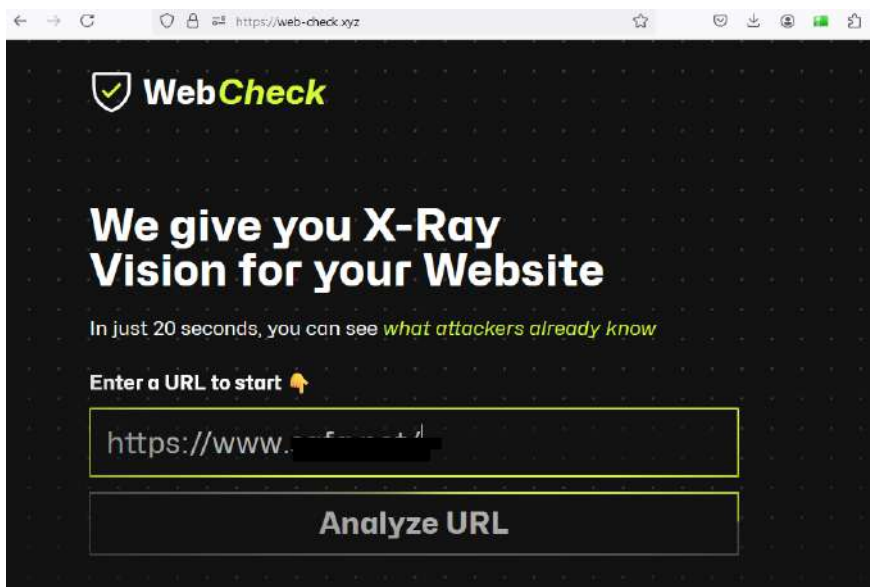 https://web-check.xyz
WebCheck
We give you X-Ray
Vision for your Website
In just 20 seconds, you can see what attackers already know
Enter a URL to start 👇
https://www.
Analyze URL